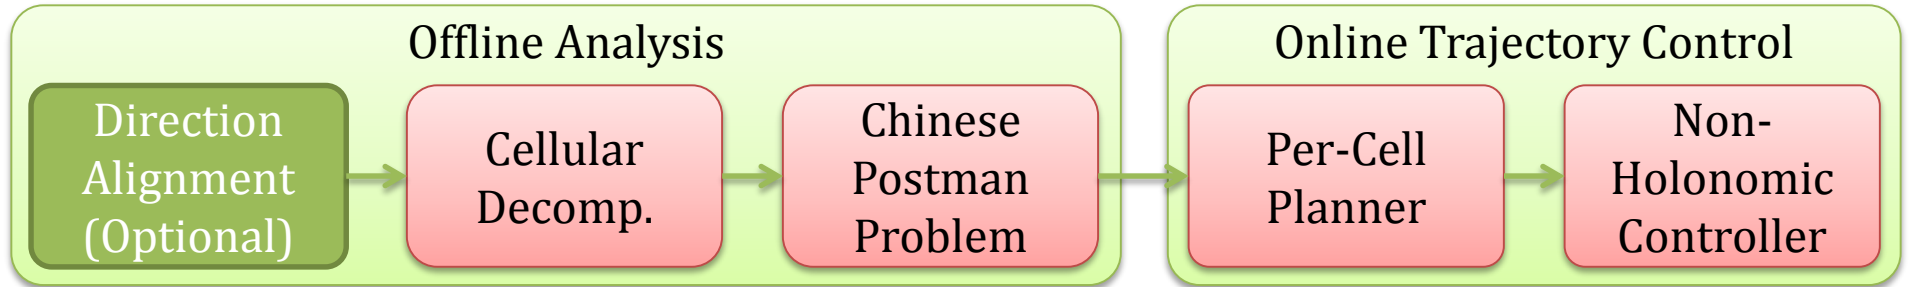 Offline Analysis
Direction
Alignment
(Optional)
Cellular
Decomp.
Chinese
Postman
Problem
Online Trajectory Control
Per-Cell
Planner
Non-
Holonomic
Controller